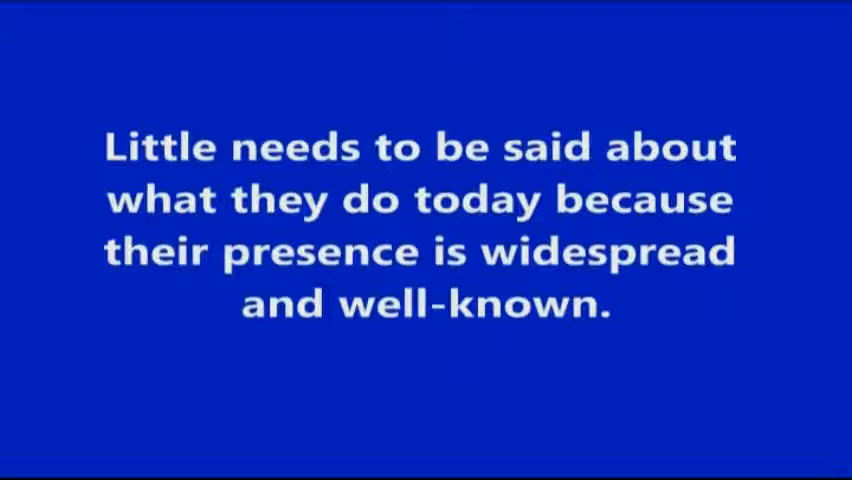 Little needs to be said about
what they do today because
their presence is widespread
and well-known.